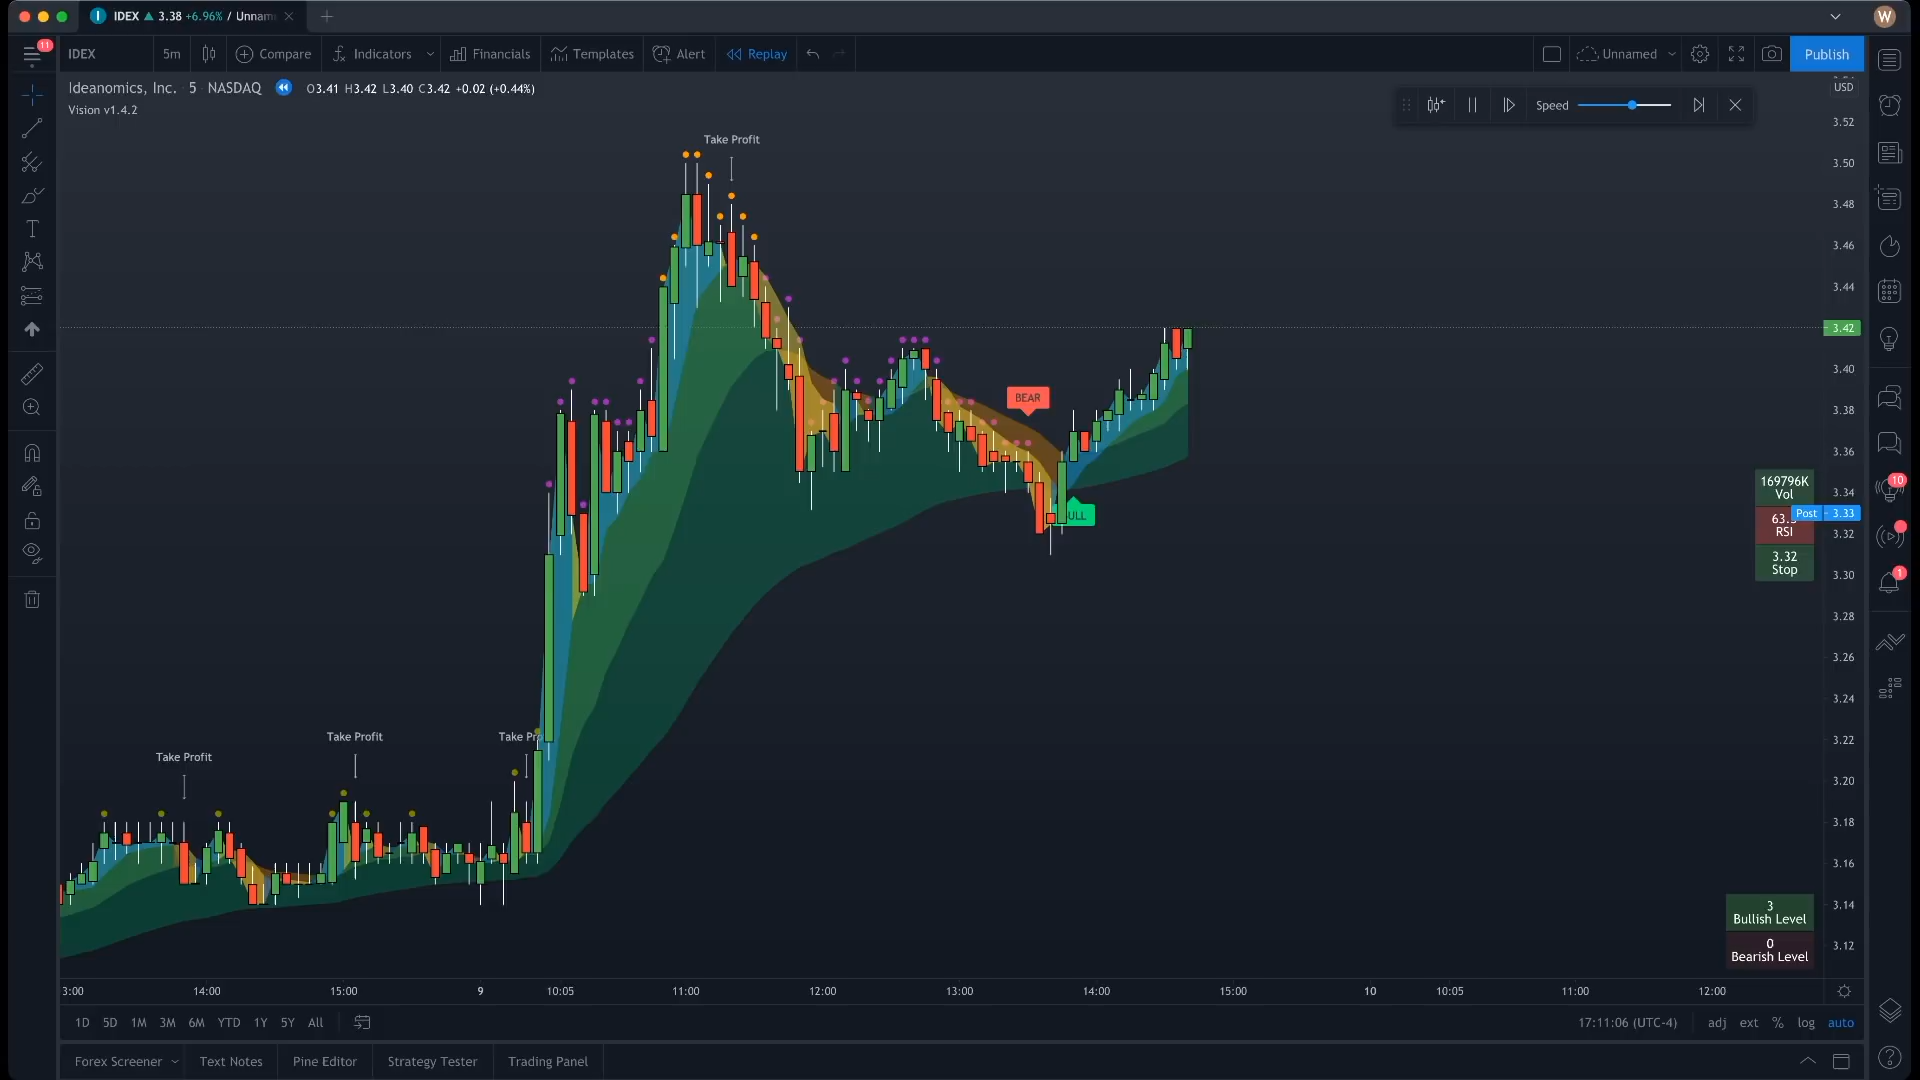 IDEX ▲ 3.38 +6.96% / Unnam
W
11
IDEX
5m
Compare
Indicators
Financials
Templates
Alert
Replay
Unnamed
Publish
Ideanomics, Inc. 5 NASDAQ
O3.41 H3.42 L3.40 C3.42 +0.02 (+0.44%)
Vision v1.4.2
Speed
USD
3.52
3.50
3.48
3.46
3.44
3.42
3.40
3.38
3.36
3.34
Post 3.33
3.32
3.30
3.28
3.26
3.24
3.22
3.20
3.18
3.16
3.14
3.12
Take Profit
BEAR
ULL
Take Profit
Take Profit
Take Pro
169796K
Vol
RSI
3.32
Stop
10
1
3
Bullish Level
0
Bearish Level
3:00
14:00
15:00
9
10:05
11:00
12:00
13:00
14:00
15:00
10
10:05
11:00
12:00
1D 5D 1M 3M 6M YTD 1Y 5Y All
17:11:06 (UTC-4)
adj ext % log auto
Forex Screener
Text Notes
Pine Editor
Strategy Tester
Trading Panel